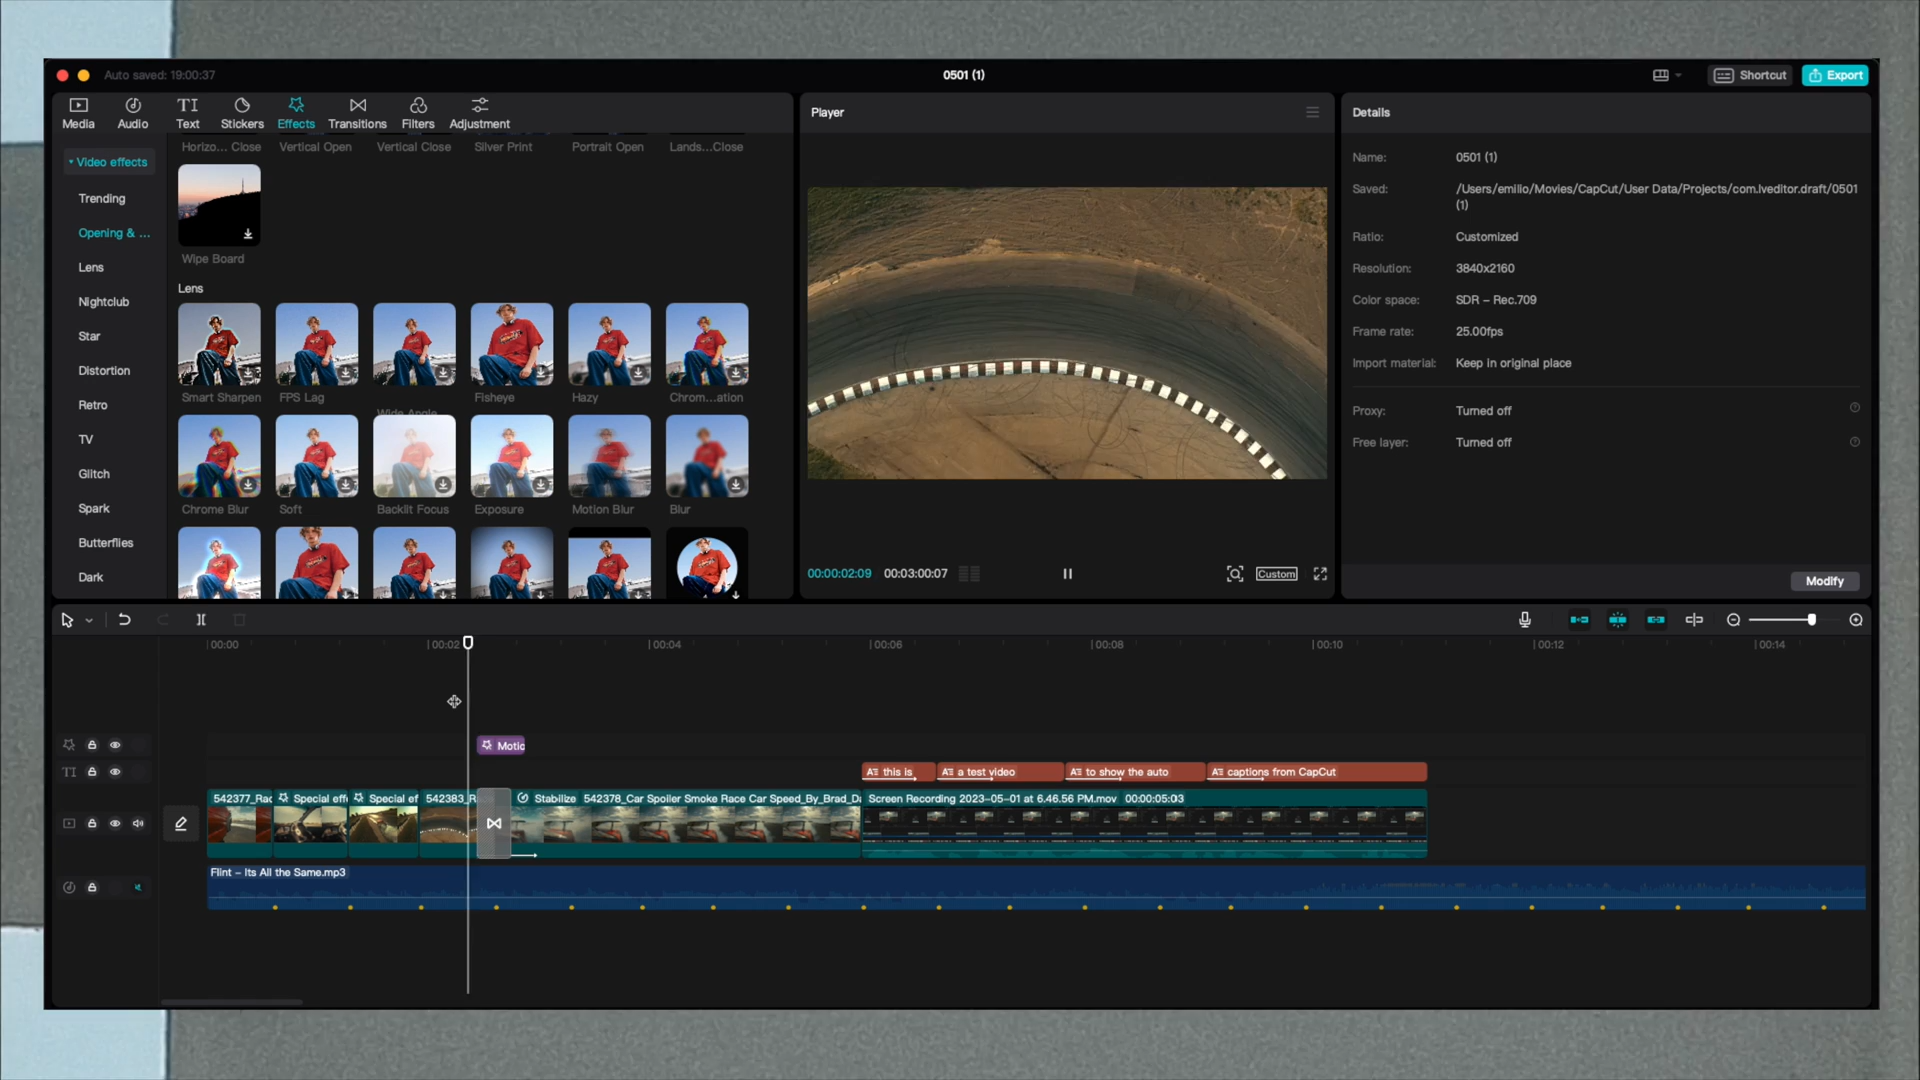 Auto saved: 19:00:37
0501 (1)
Shortcut
Export
Media
Audio
TI
Text
Stickers
Effects
Transitions
Filters
Adjustment
Video effects
Trending
Opening & ...
Lens
Nightclub
Star
Distortion
Retro
TV
Glitch
Spark
Butterflies
Dark
Horizo... Close
Vertical Open
Vertical Close
Silver Print
Portrait Open
Lands...Close
Wipe Board
Lens
Smart Sharpen
FPS Lag
Wide Angle
Fisheye
Hazy
Chrom...ation
Chrome Blur
Soft
Backlit Focus
Exposure
Motion Blur
Blur
Player
00:00:02:09
00:03:00:07
Custom
Details
Name: 0501 (1)
Saved: /Users/emilio/Movies/CapCut/User Data/Projects/com.lveditor.draft/0501
(1)
Ratio: Customized
Resolution: 3840x2160
Color space: SDR – Rec.709
Frame rate: 25.00fps
Import material: Keep in original place
Proxy: Turned off
Free layer: Turned off
Modify
00:00
00:02
00:04
00:06
00:08
00:10
00:12
00:14
Motic
TI
A this is
A a test video
A to show the auto
A captions from CapCut
542377_Rac
Special eff
Special ef
542383_R
Stabilize 542378_Car Spoiler Smoke Race Car Speed_By_Brad_Da
Screen Recording 2023-05-01 at 6.46.56 PM.mov 00:00:05:03
Flint – Its All the Same.mp3